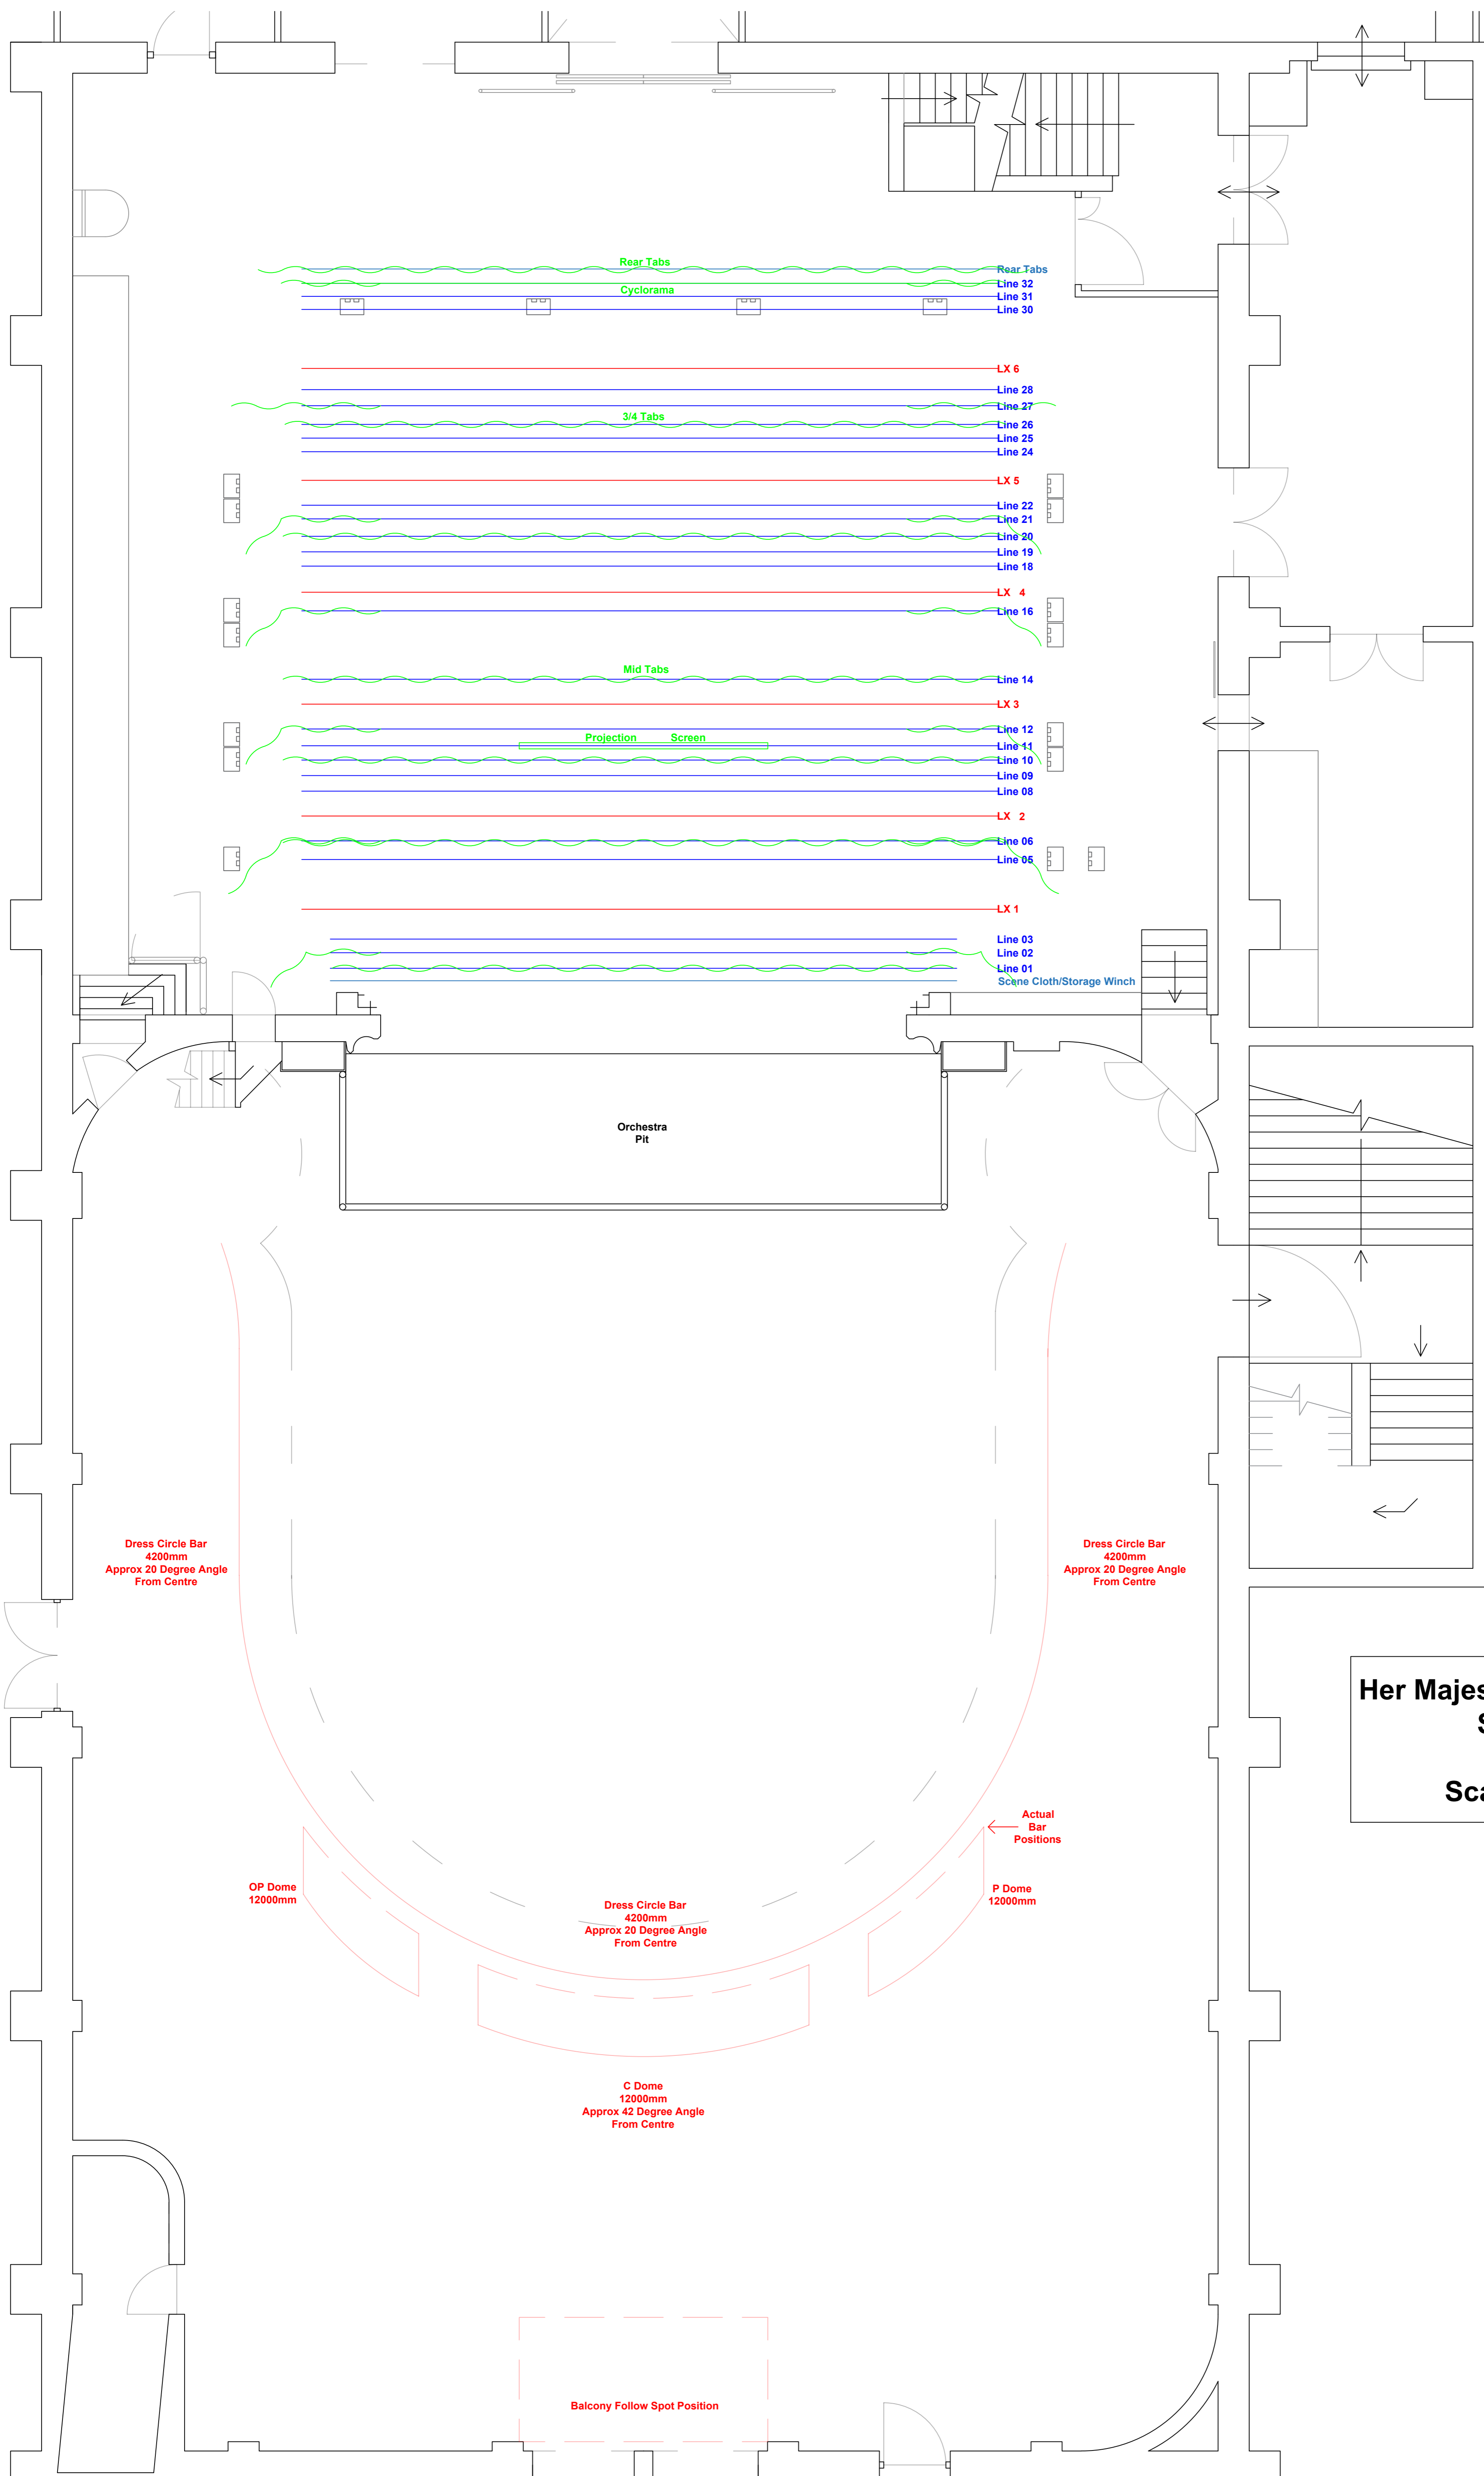 Rear Tabs
Rear Tabs
Line 32
Cyclorama
Line 31
Line 30
LX 6
Line 28
Line 27
3/4 Tabs
Line 26
Line 25
Line 24
LX 5
Line 22
Line 21
Line 20
Line 19
Line 18
LX 4
Line 16
Mid Tabs
Line 14
LX 3
Line 12
Projection Screen
Line 11
Line 10
Line 09
Line 08
LX 2
Line 06
Line 05
LX 1
Line 03
Line 02
Line 01
Scene Cloth/Storage Winch
Orchestra
Pit
Dress Circle Bar
4200mm
Approx 20 Degree Angle
From Centre
Dress Circle Bar
4200mm
Approx 20 Degree Angle
From Centre
Her Majes
S
Sca
Actual
Bar
Positions
OP Dome
12000mm
P Dome
12000mm
Dress Circle Bar
4200mm
Approx 20 Degree Angle
From Centre
C Dome
12000mm
Approx 42 Degree Angle
From Centre
Balcony Follow Spot Position